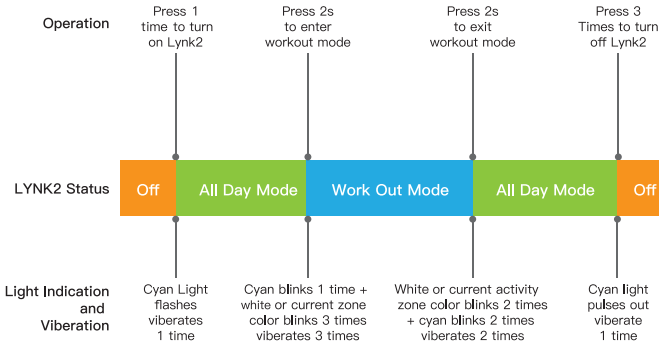 Operation
Press 1
time to turn
on Lynk2
Press 2s
to enter
workout mode
Press 2s
to exit
workout mode
Press 3
Times to turn
off Lynk2
LYNK2 Status
Off
All Day Mode
Work Out Mode
All Day Mode
Off
Light Indication
and
Viberation
Cyan Light
flashes
viberates
1 time
Cyan blinks 1 time +
white or current zone
color blinks 3 times
viberates 3 times
White or current activity
zone color blinks 2 times
+ cyan blinks 2 times
viberates 2 times
Cyan light
pulses out
viberate
1 time